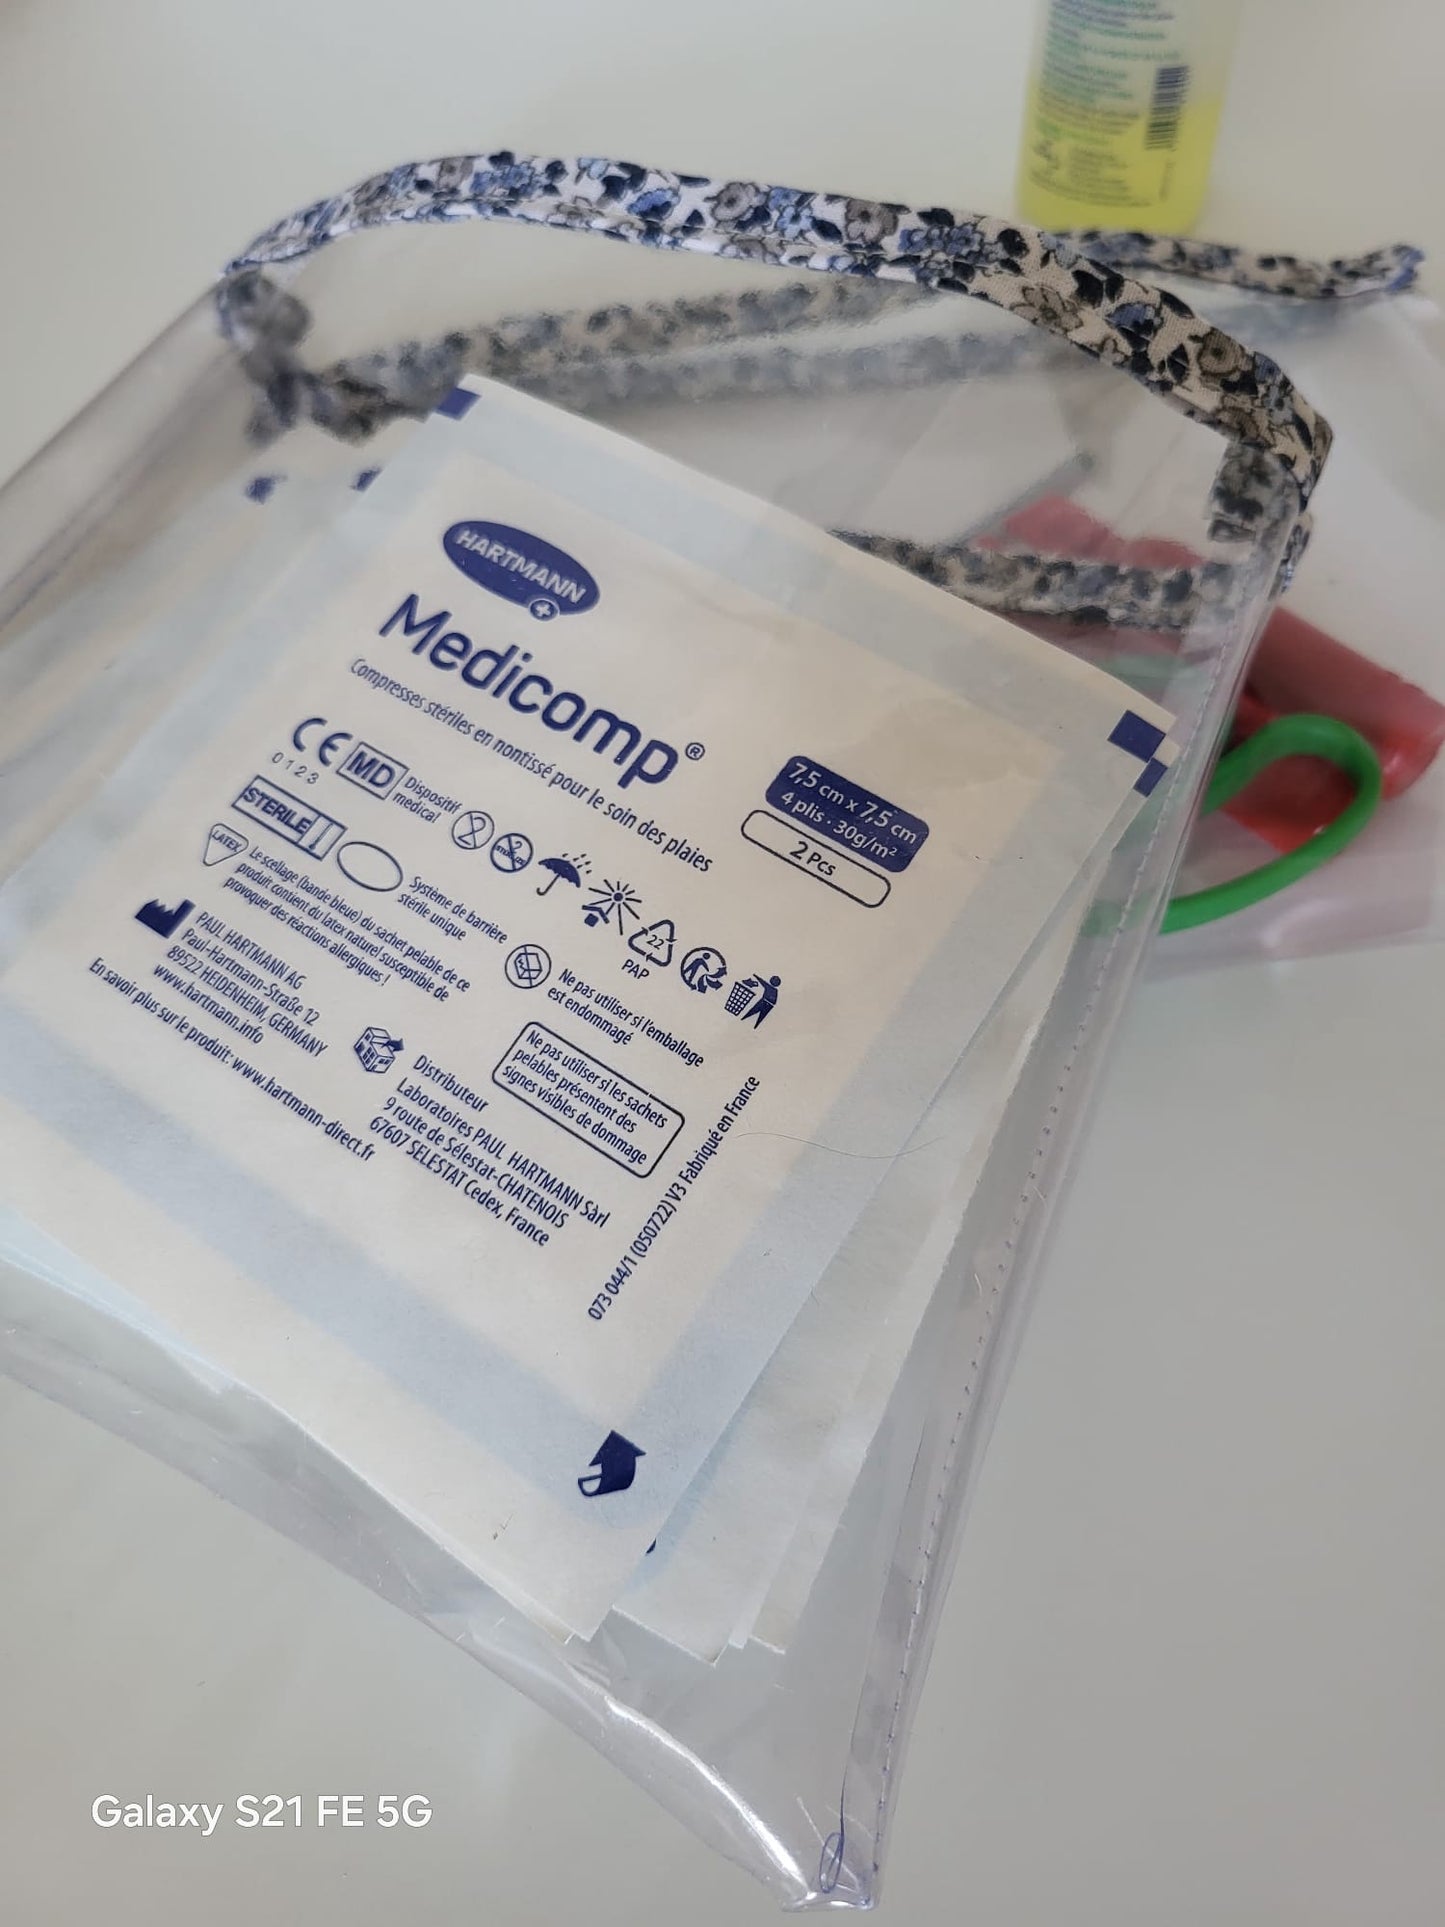 HARTMANN
Medicomp®
Compresses stériles en nontissé pour le soin des plaies
7,5 cm x 7,5 cm
4 plis · 30g/m²
2 Pcs
CE
0123
MD
Dispositif
medical
2
2
STERILE
Système de barrière
stérile unique
LATEX
Le scellage (bande bleue) du sachet pelable de ce
produit contient du latex naturel susceptible de
provoquer des réactions allergiques !
22
PAP
Ne pas utiliser si l'emballage
est endommagé
PAUL HARTMANN AG
Paul-Hartmann-Straße 12
89522 HEIDENHEIM, GERMANY
www.hartmann.info
En savoir plus sur le produit: www.hartmann-direct.fr
Distributeur
Laboratoires PAUL HARTMANN Sàrl
9 route de Sélestat-CHATENOIS
67607 SELESTAT Cedex, France
Ne pas utiliser si les sachets
pelables présentent des
signes visibles de dommage
073 044/1 (050722) V3 Fabriqué en France
Galaxy S21 FE 5G